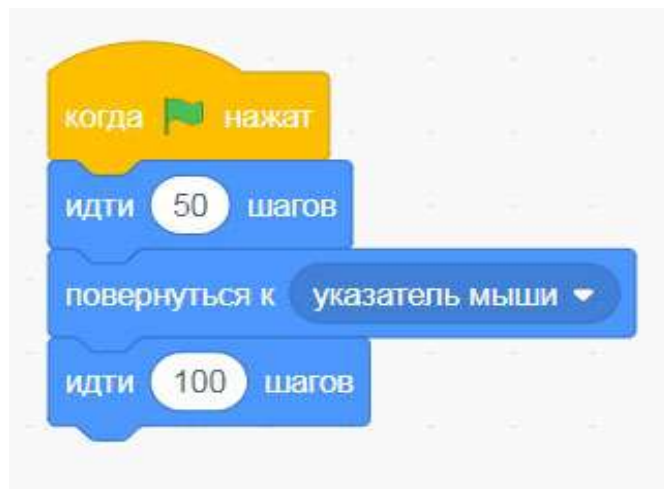 когда нажат
идти 50 шагов
повернуться к указатель мыши
идти 100 шагов